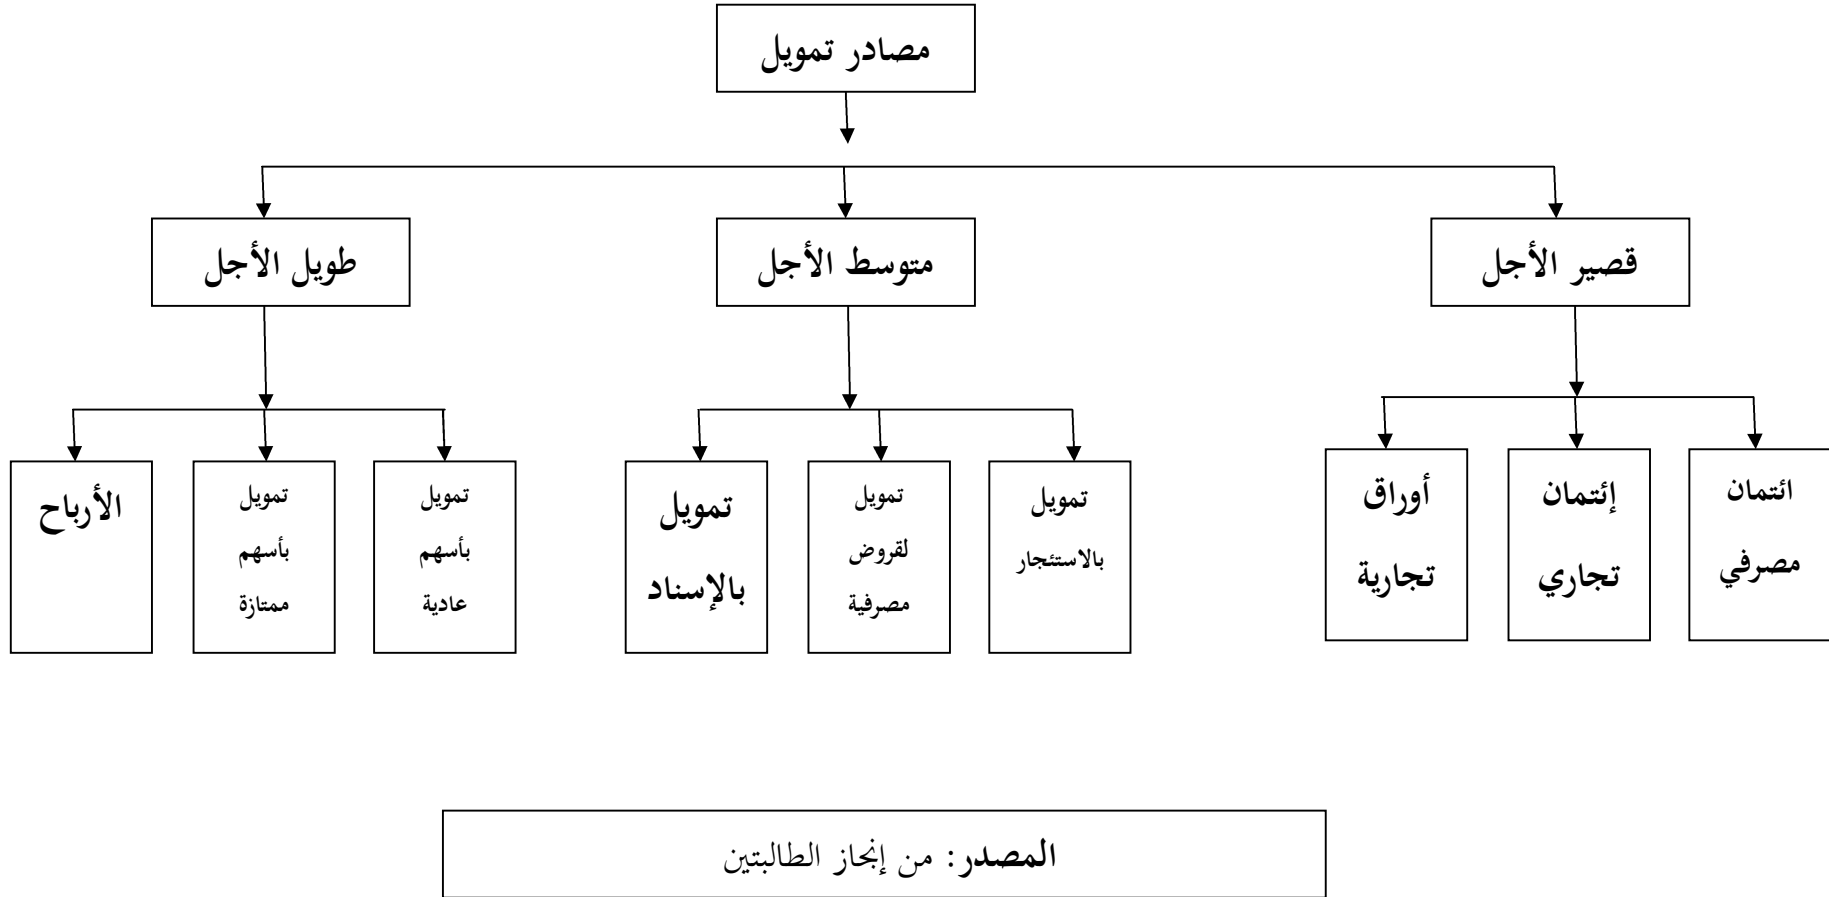 مصادر تمويل
قصير الأجل
متوسط الأجل
طويل الأجل
ائتمان
مصرفي
إئتمان
تجاري
أوراق
تجارية
تمويل
بالاستئجار
تمويل
لقروض
مصرفية
تمويل
بالإسناد
تمويل
بأسهم
عادية
تمويل
بأسهم
ممتازة
الأرباح
المصدر: من إنجاز الطالبتين